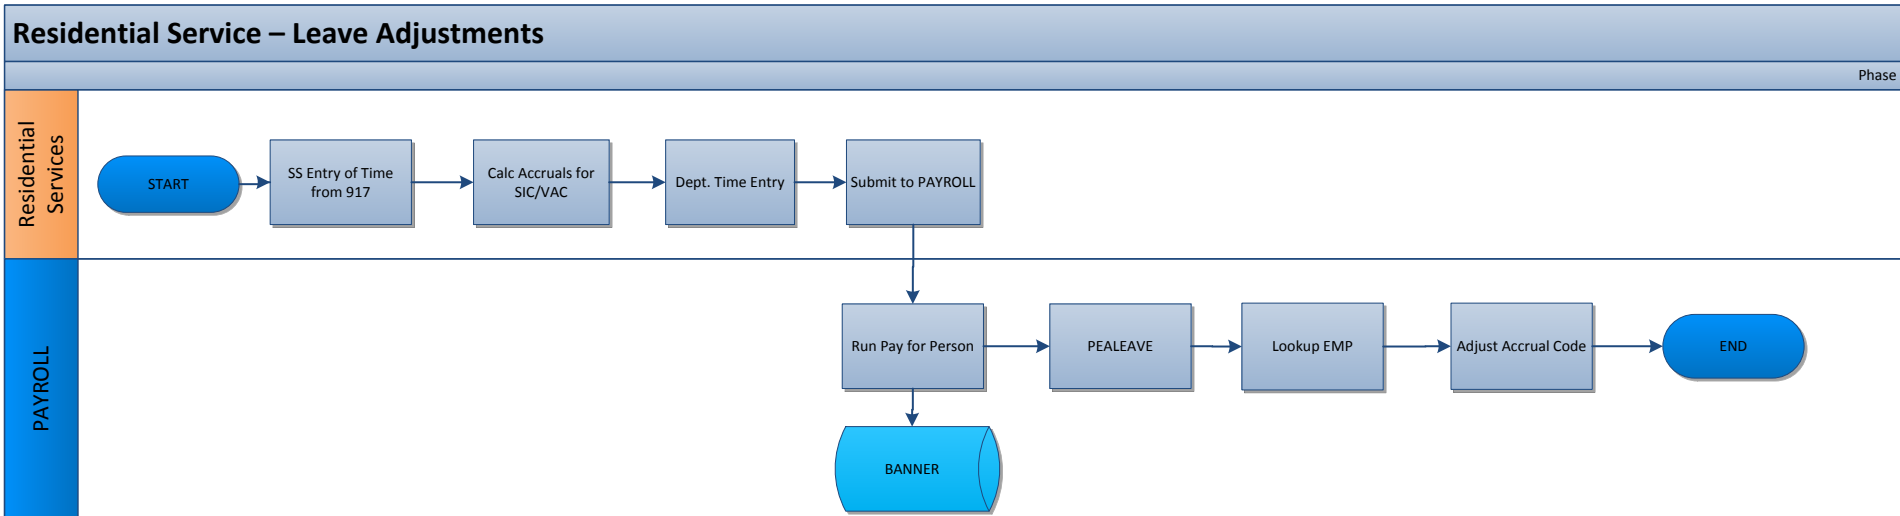 Residential Service – Leave Adjustments
Phase
Residential
Services
START
SS Entry of Time
from 917
Calc Accruals for
SIC/VAC
Dept. Time Entry
Submit to PAYROLL
PAYROLL
Run Pay for Person
PEALEAVE
Lookup EMP
Adjust Accrual Code
END
BANNER